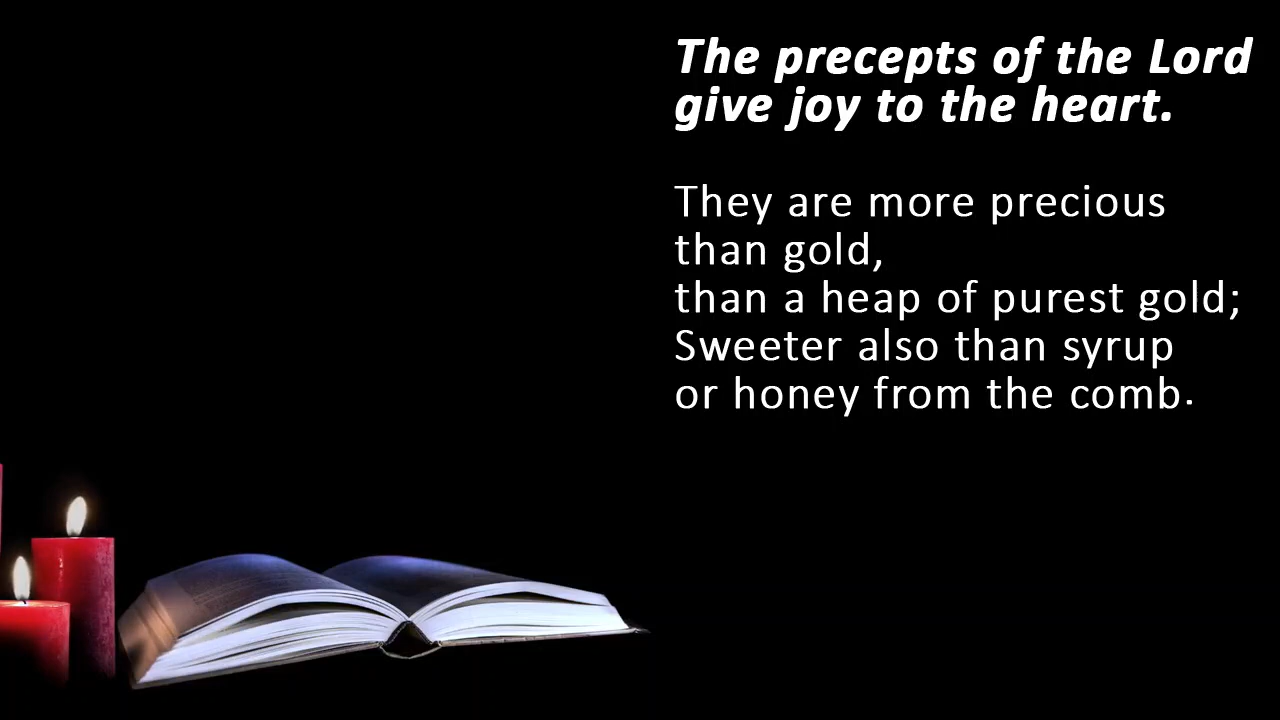 The precepts of the Lord
give joy to the heart.
They are more precious
than gold,
than a heap of purest gold;
Sweeter also than syrup
or honey from the comb.